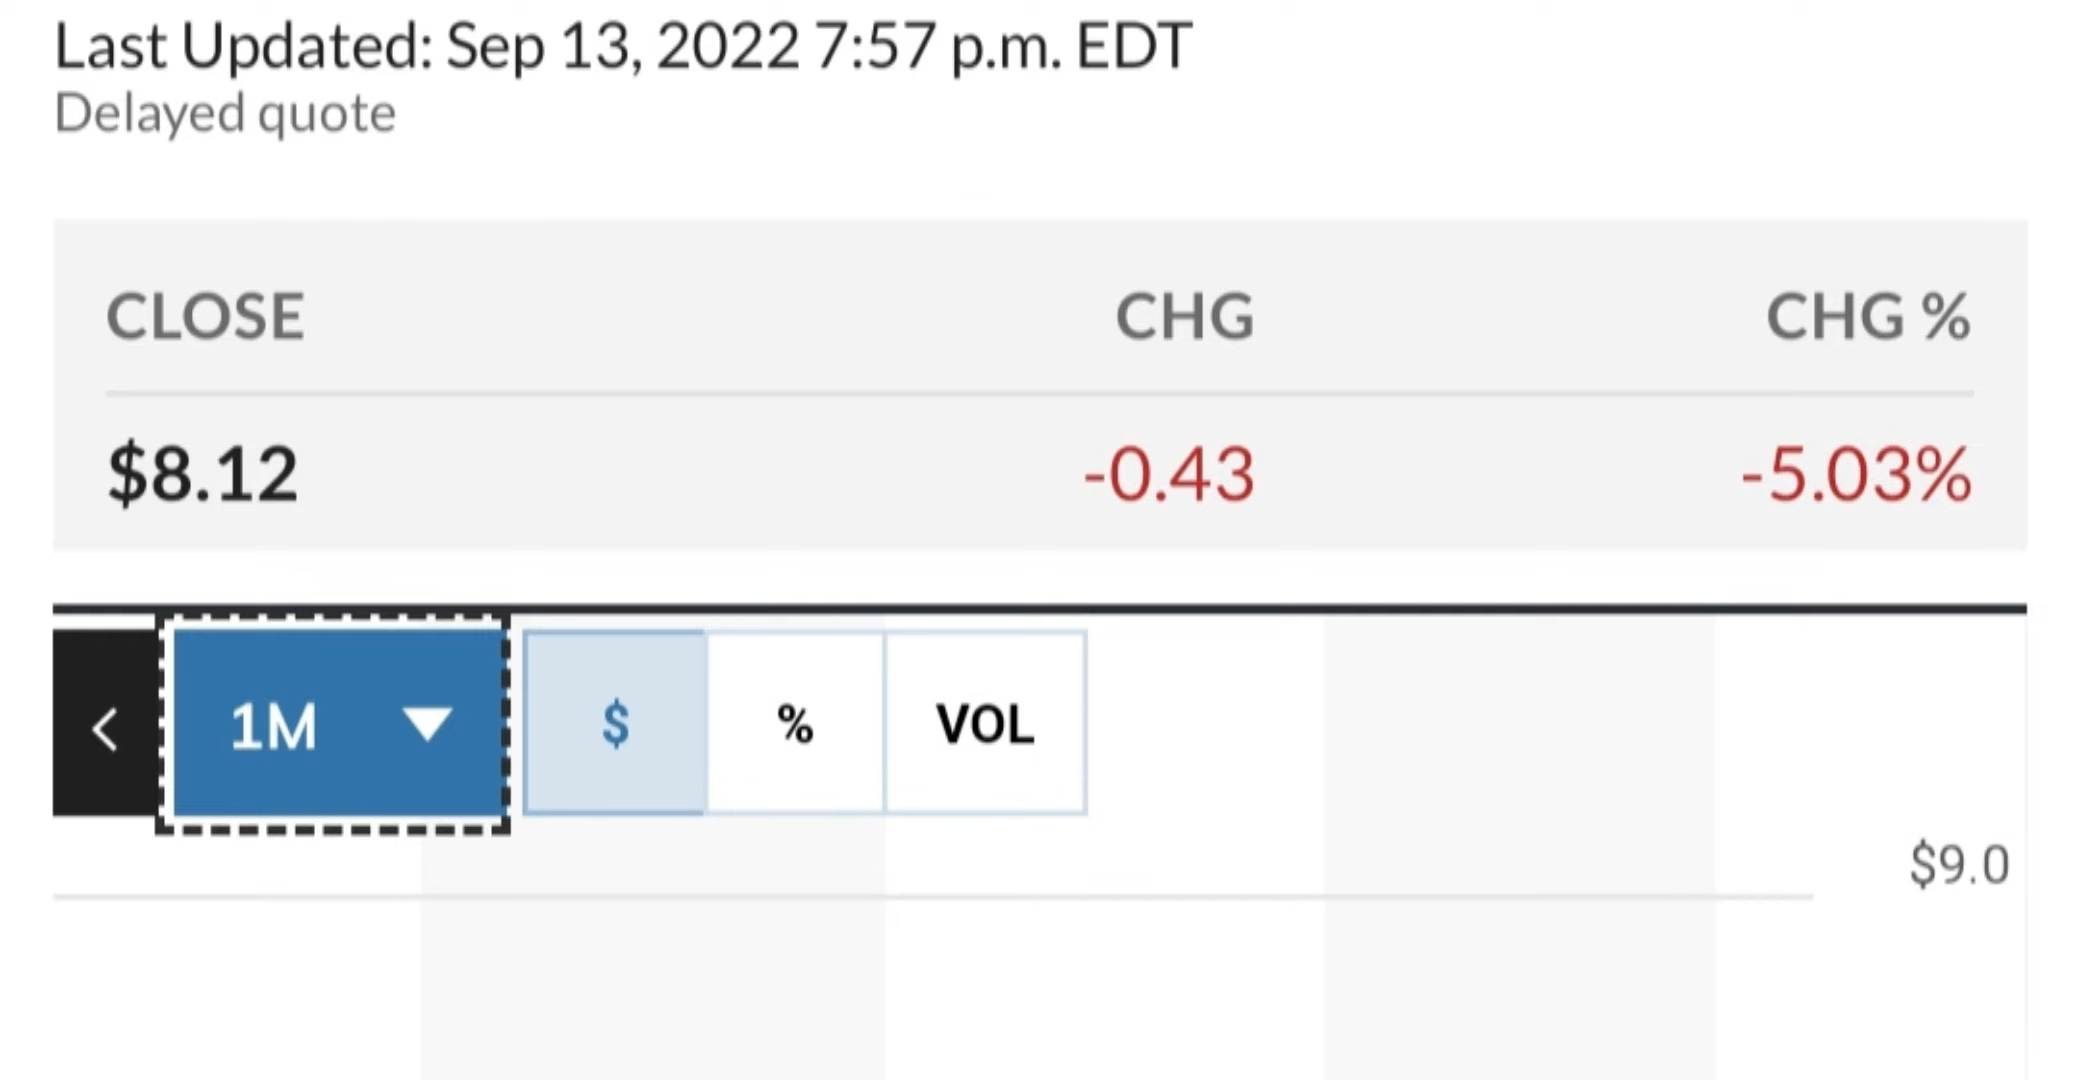 Last Updated: Sep 13, 2022 7:57 p.m. EDT
Delayed quote
CLOSE CHG CHG %
$8.12 -0.43 -5.03%
1M $ % VOL
$9.0